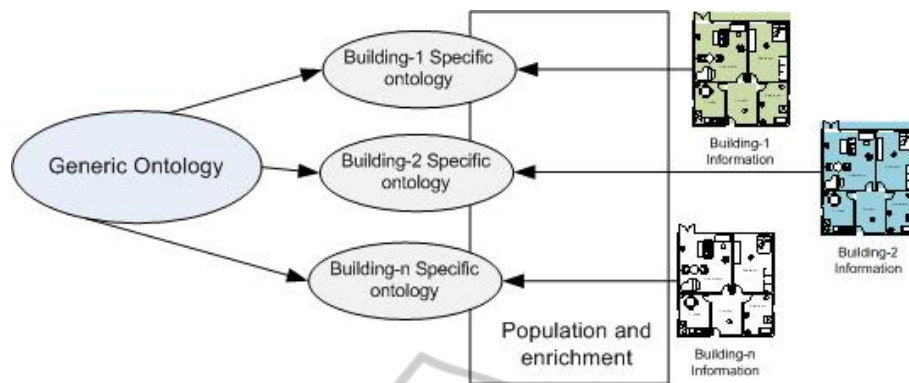 Building-1 Specific
ontology
Generic Ontology
Building-2 Specific
ontology
Building-n Specific
ontology
Population and
enrichment
Building-1
Information
Building-2
Information
Building-n
Information